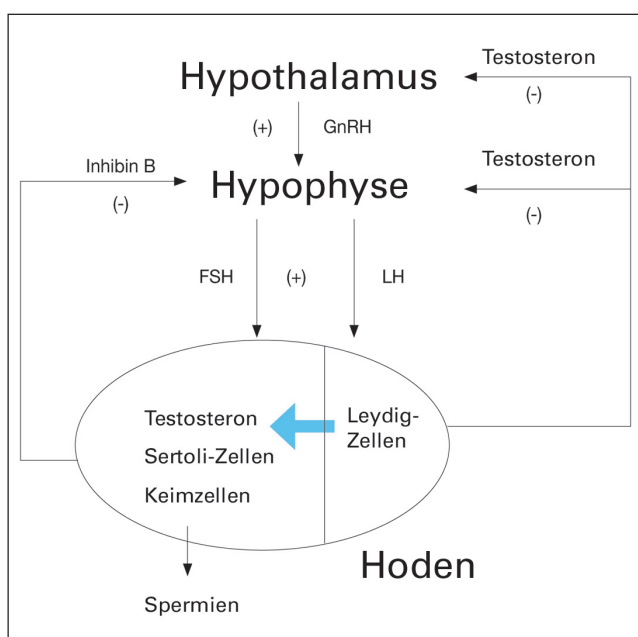 Testosteron
Hypothalamus
(-)
(+)
GnRH
Testosteron
Inhibin B
Hypophyse
(-)
(-)
FSH
(+)
LH
Testosteron
Leydig-
Zellen
Sertoli-Zellen
Keimzellen
Hoden
Spermien